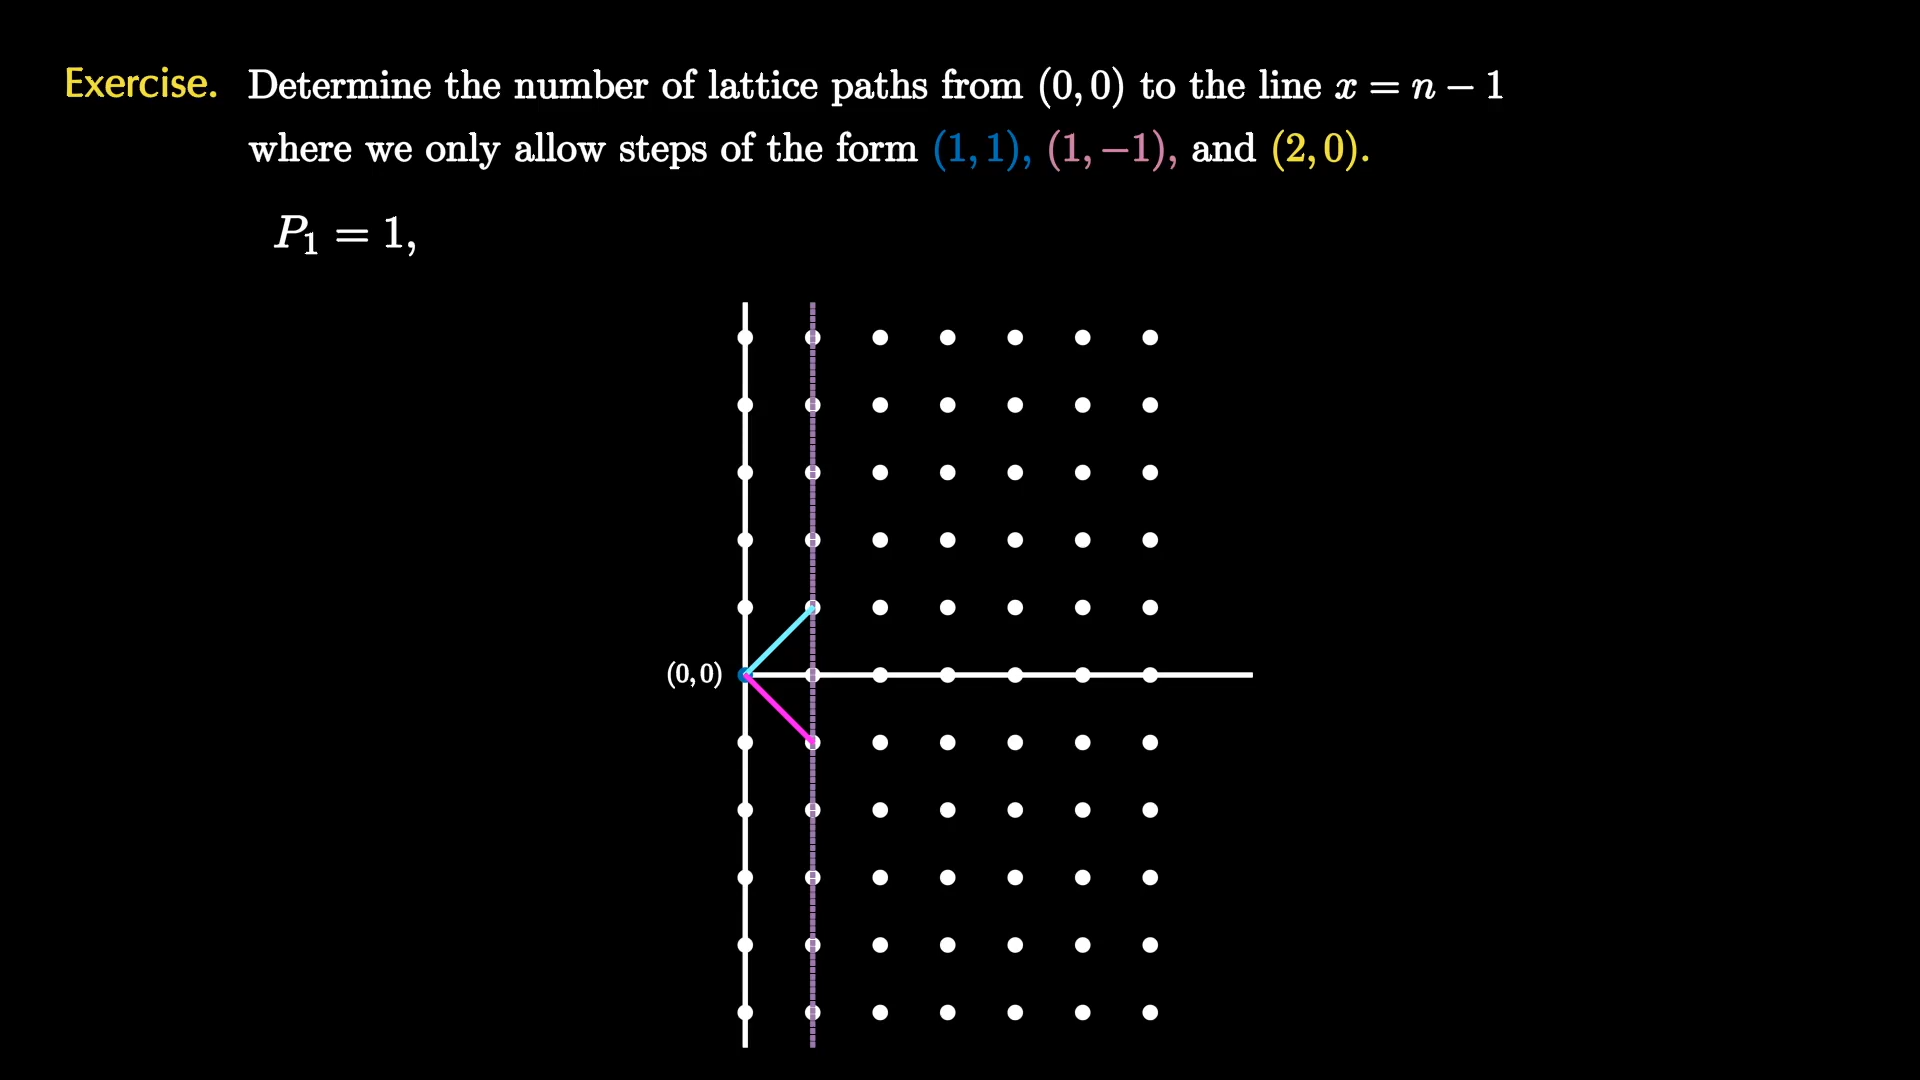 Exercise. Determine the number of lattice paths from (0, 0) to the line x = n − 1
where we only allow steps of the form (1, 1), (1, −1), and (2, 0).
P₁ = 1,
(0, 0)